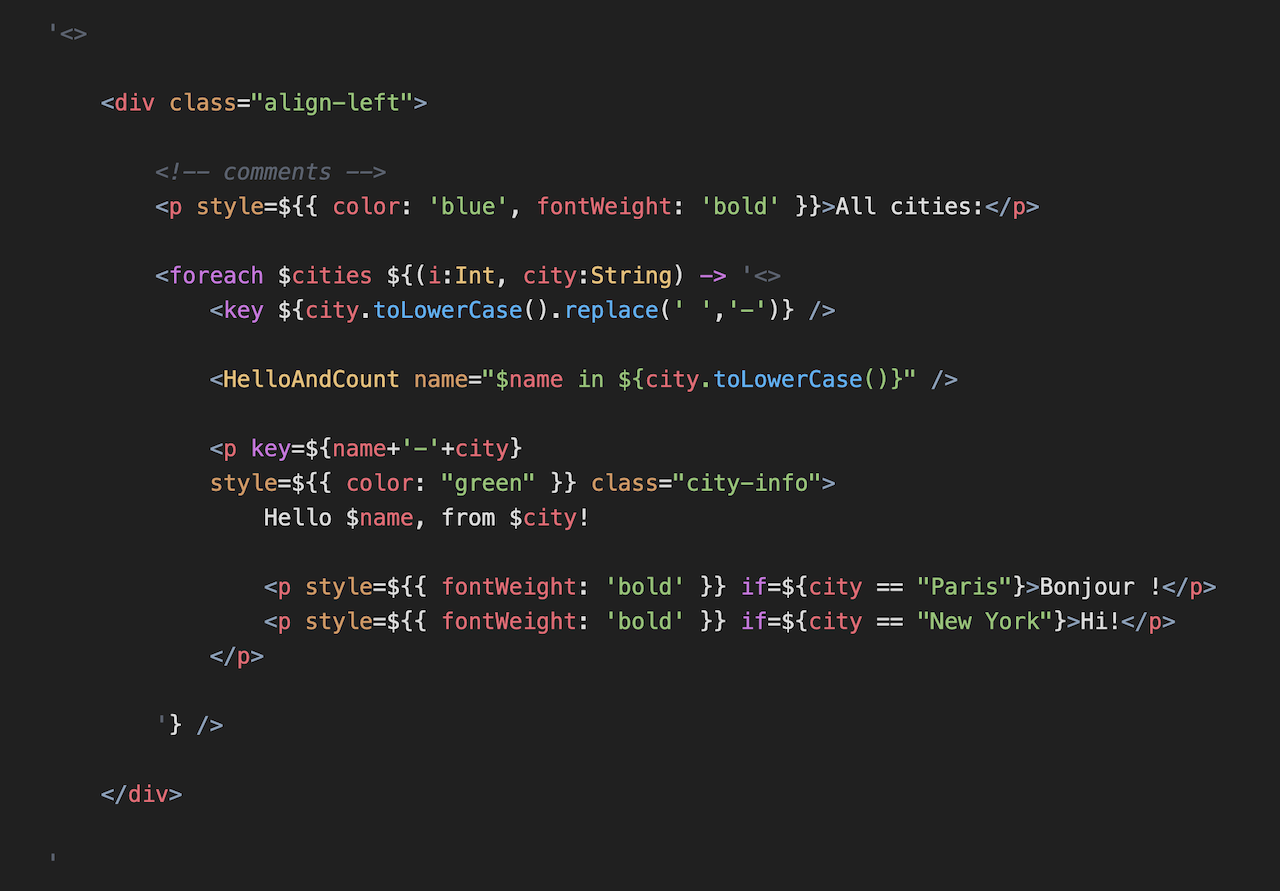 '<>
<div class="align-left">
<!-- comments -->
<p style=${{ color: 'blue', fontWeight: 'bold' }}>All cities:</p>
<foreach $cities ${(i:Int, city:String) -> '<>
<key ${city.toLowerCase().replace(' ','-')} />
<HelloAndCount name="$name in ${city.toLowerCase()}" />
<p key=${name+'-'+city}
style=${{ color: "green" }} class="city-info">
Hello $name, from $city!
<p style=${{ fontWeight: 'bold' }} if=${city == "Paris"}>Bonjour !</p>
<p style=${{ fontWeight: 'bold' }} if=${city == "New York"}>Hi!</p>
</p>
'} />
</div>
'